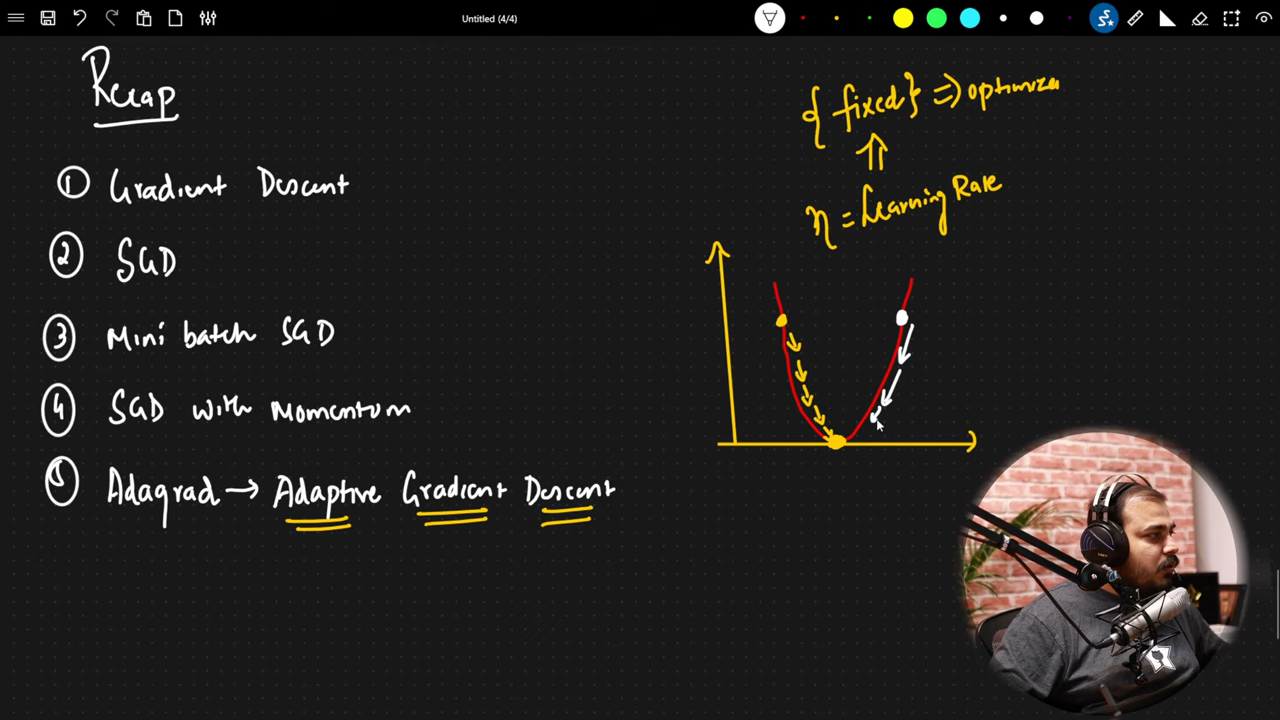 Untitled (4/4)
Recap
① Gradient Descent
② SGD
③ Mini batch SGD
④ SGD with Momentum
⑤ Adagrad → Adaptive Gradient Descent
{ fixed } ⇒ optimizer
η = Learning Rate